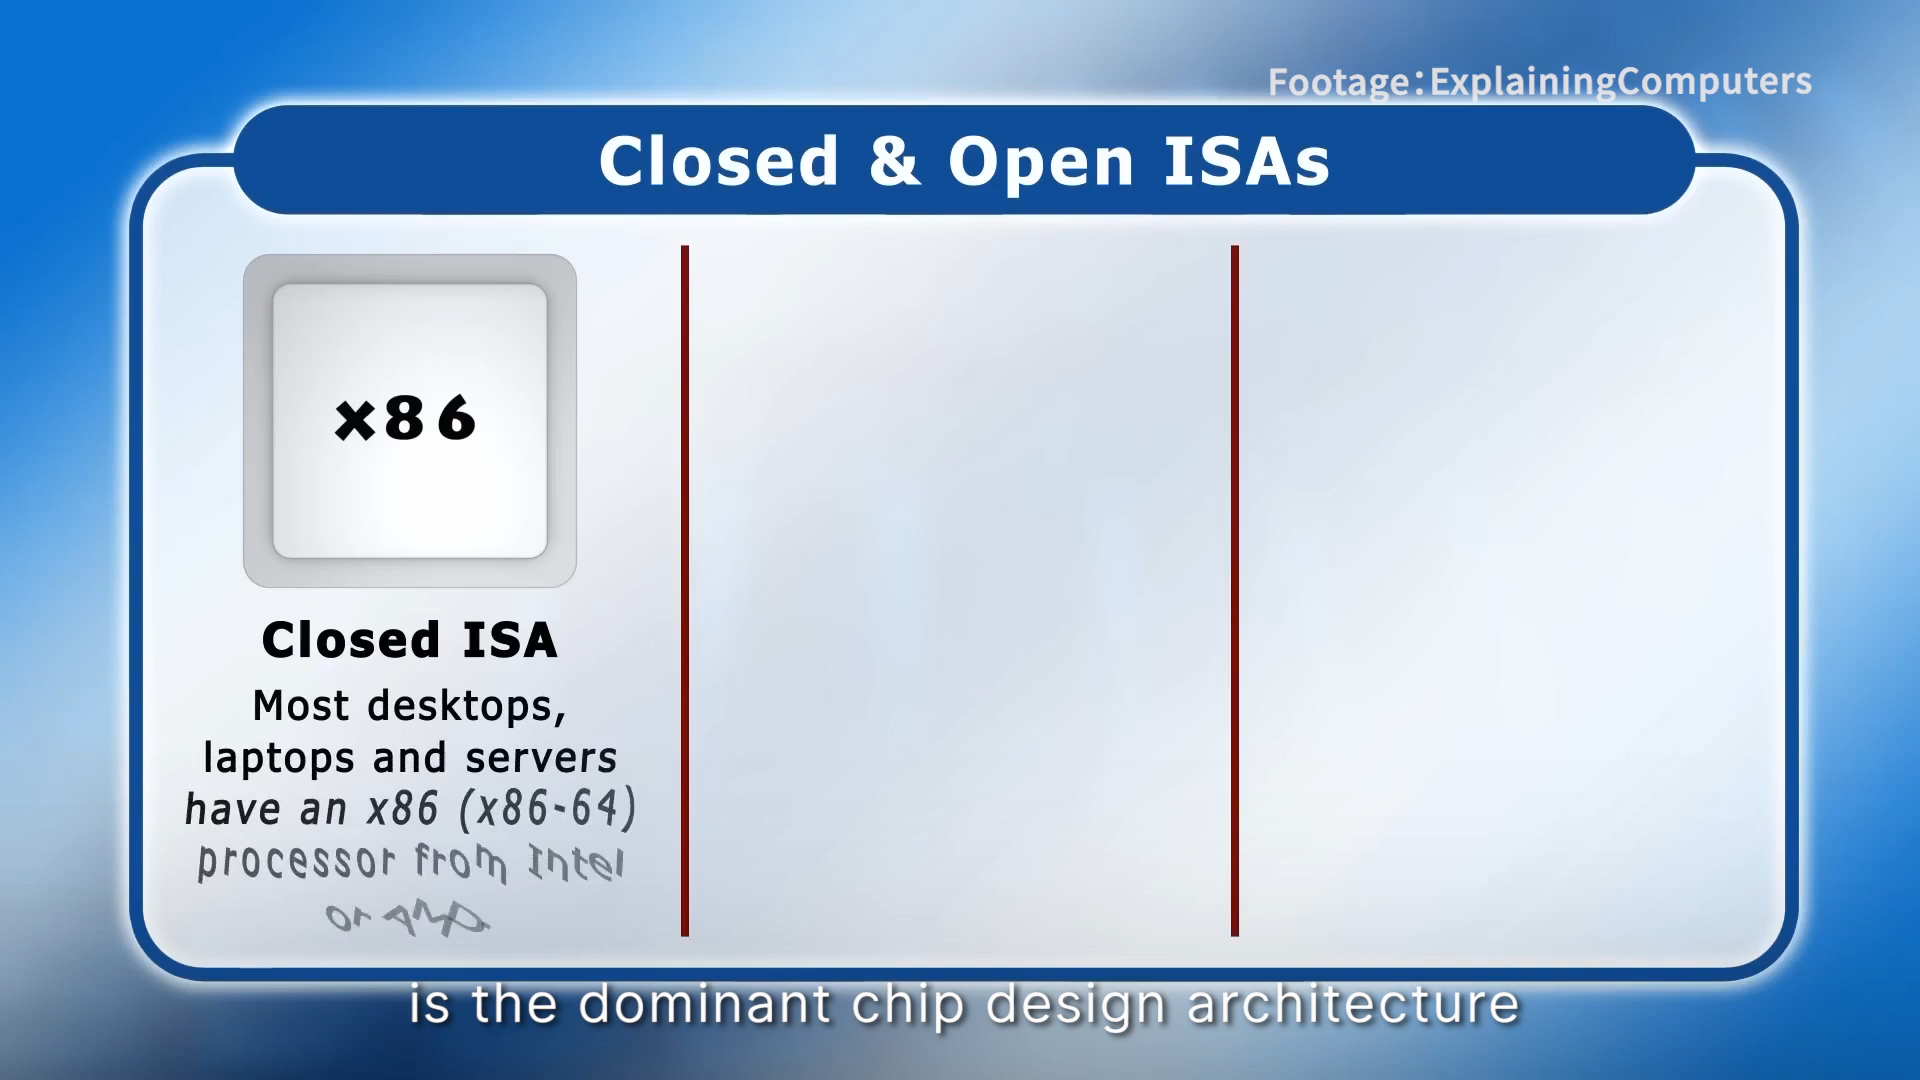 Footage:ExplainingComputers
Closed & Open ISAs
x86
Closed ISA
Most desktops,
laptops and servers
have an x86 (x86-64)
processor from Intel
or AMD
is the dominant chip design architecture